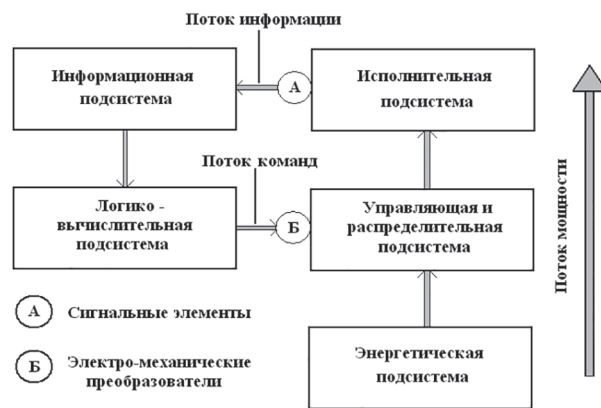 Поток информации
Информационная
подсистема
А
Исполнительная
подсистема
Поток команд
Логико -
вычислительная
подсистема
Б
Управляющая и
распределительная
подсистема
Поток мощности
А Сигнальные элементы
Б Электро-механические
преобразователи
Энергетическая
подсистема